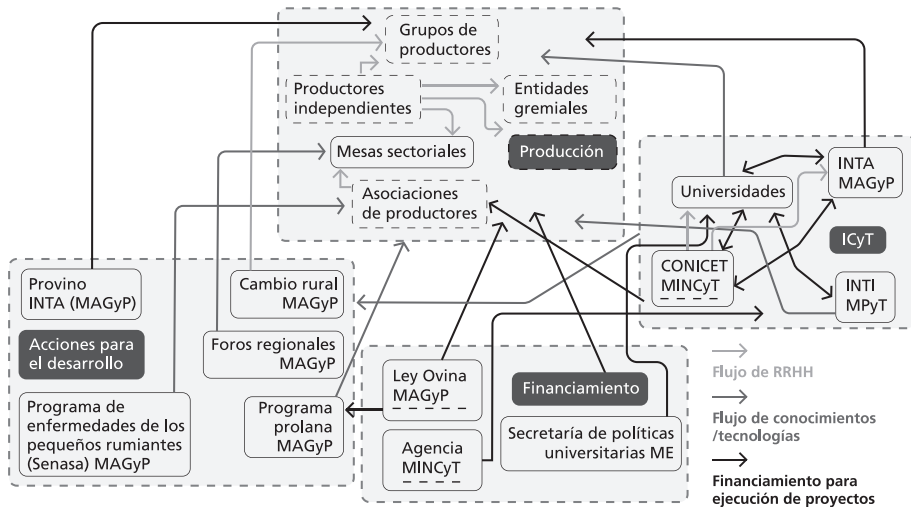 Grupos de
productores
Productores
independientes
Entidades
gremiales
Mesas sectoriales
Producción
Asociaciones
de productores
Universidades
INTA
MAGyP
ICyT
CONICET
MINCyT
INTI
MPyT
Provino
INTA (MAGyP)
Cambio rural
MAGyP
Acciones para
el desarrollo
Foros regionales
MAGyP
Programa de
enfermedades de los
pequeños rumiantes
(Senasa) MAGyP
Programa
prolana
MAGyP
Ley Ovina
MAGyP
Financiamiento
Agencia
MINCyT
Secretaría de políticas
universitarias ME
Flujo de RRHH
Flujo de conocimientos
/tecnologías
Financiamiento para
ejecución de proyectos